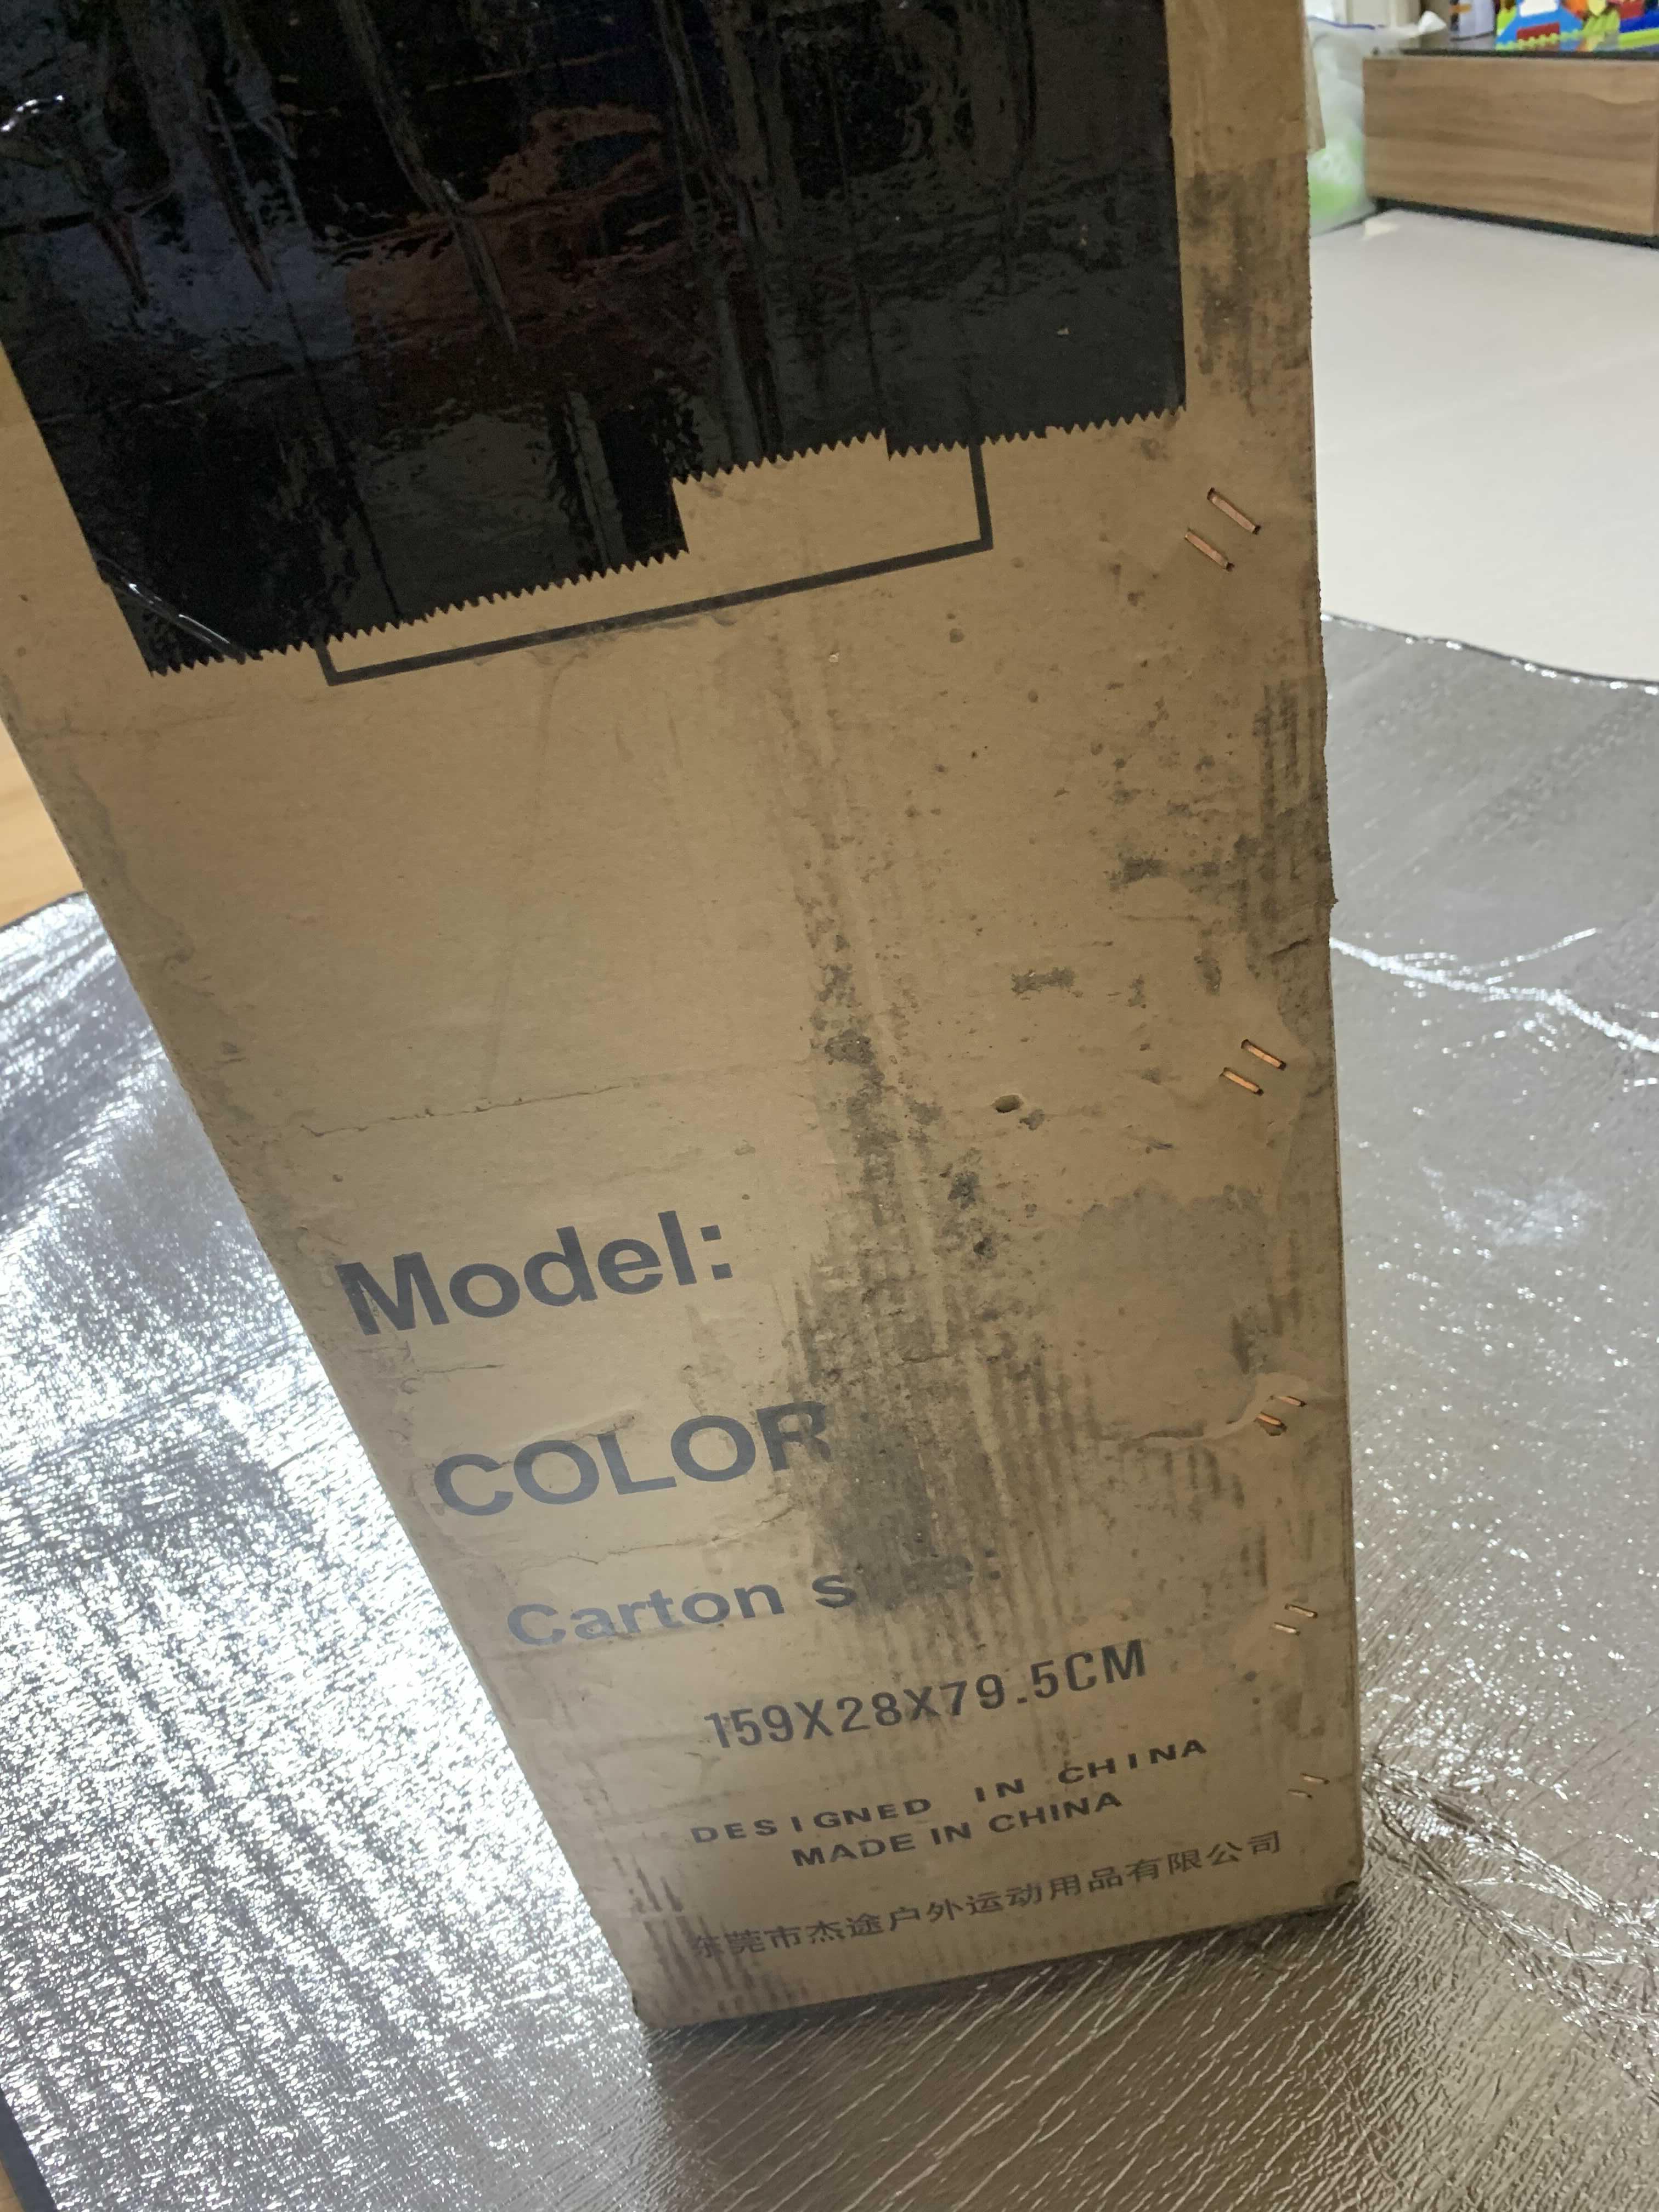 Model:
COLOR
Carton size:
159X28X79.5CM
DESIGNED IN CHINA
MADE IN CHINA
东莞市杰途户外运动用品有限公司